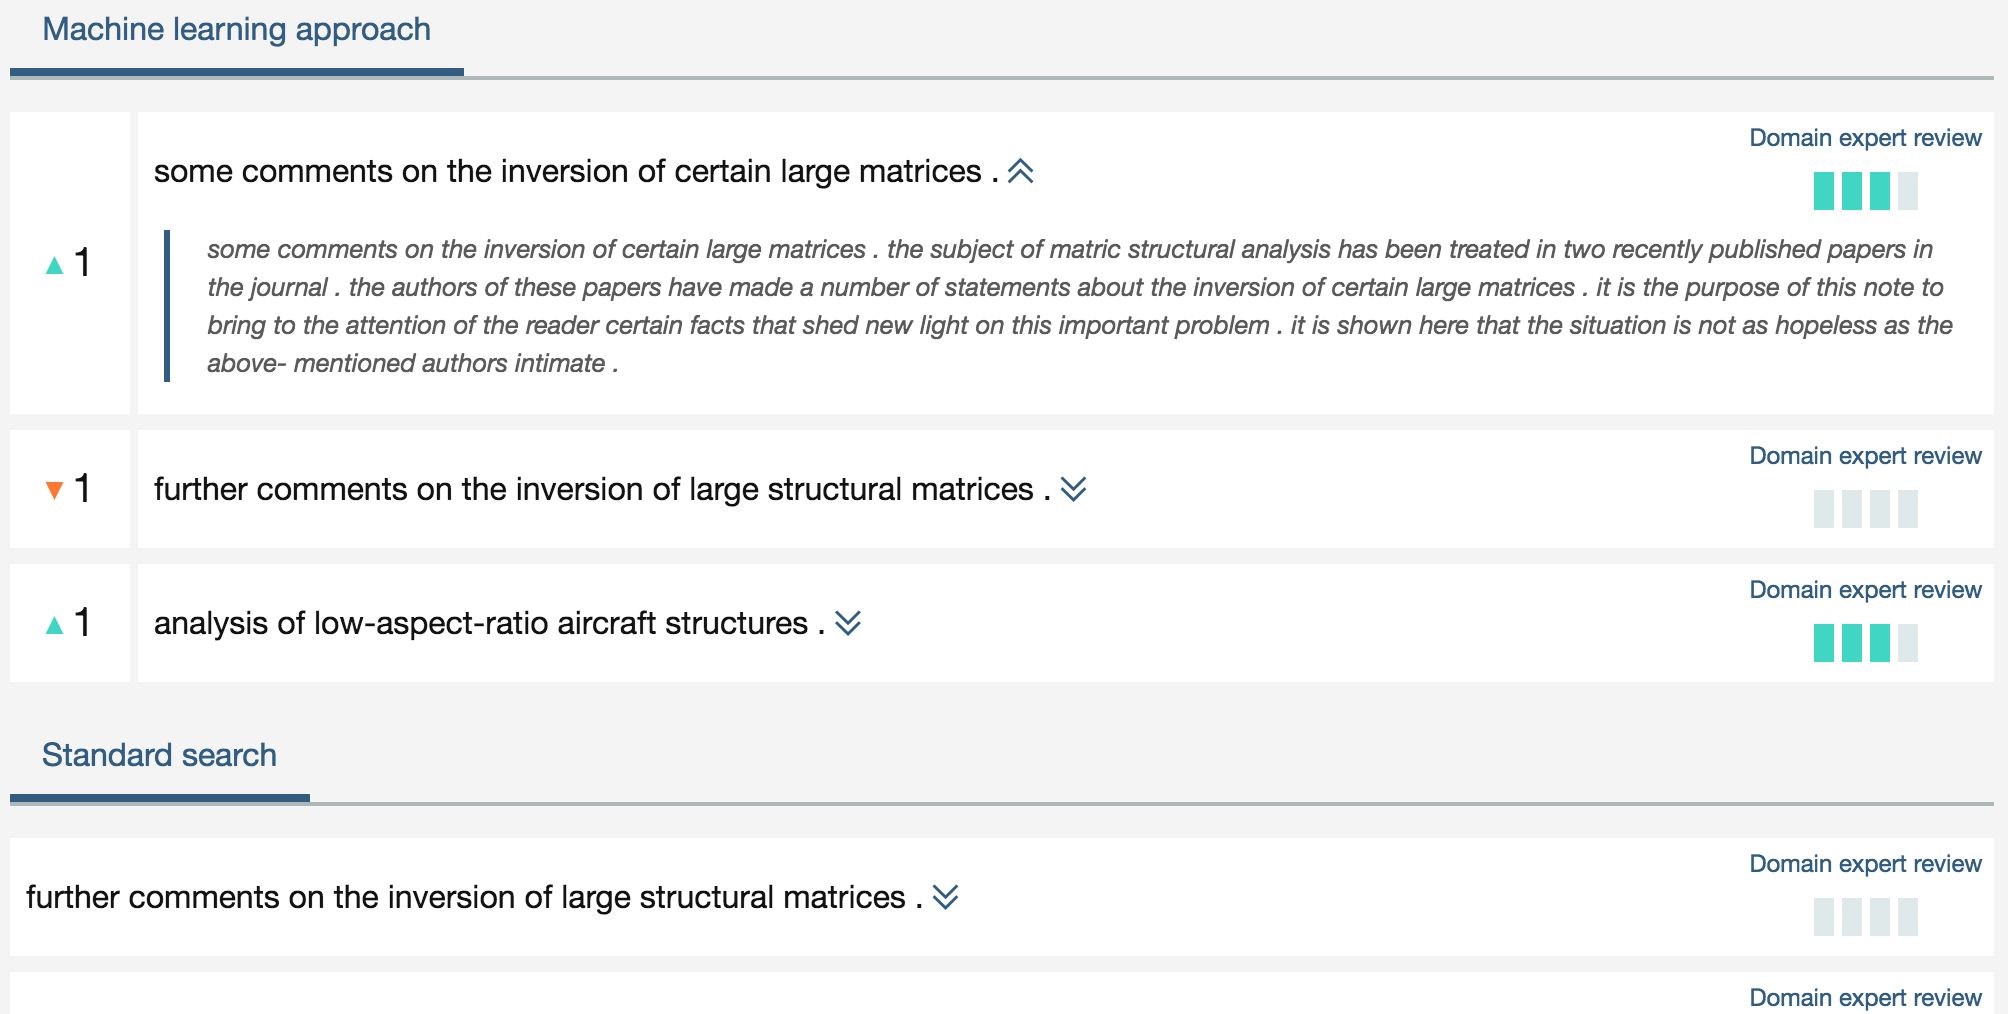 Machine learning approach
Domain expert review
some comments on the inversion of certain large matrices .
1
some comments on the inversion of certain large matrices . the subject of matric structural analysis has been treated in two recently published papers in
the journal . the authors of these papers have made a number of statements about the inversion of certain large matrices . it is the purpose of this note to
bring to the attention of the reader certain facts that shed new light on this important problem . it is shown here that the situation is not as hopeless as the
above- mentioned authors intimate .
Domain expert review
1
further comments on the inversion of large structural matrices .
Domain expert review
1
analysis of low-aspect-ratio aircraft structures .
Standard search
Domain expert review
further comments on the inversion of large structural matrices .
Domain expert review